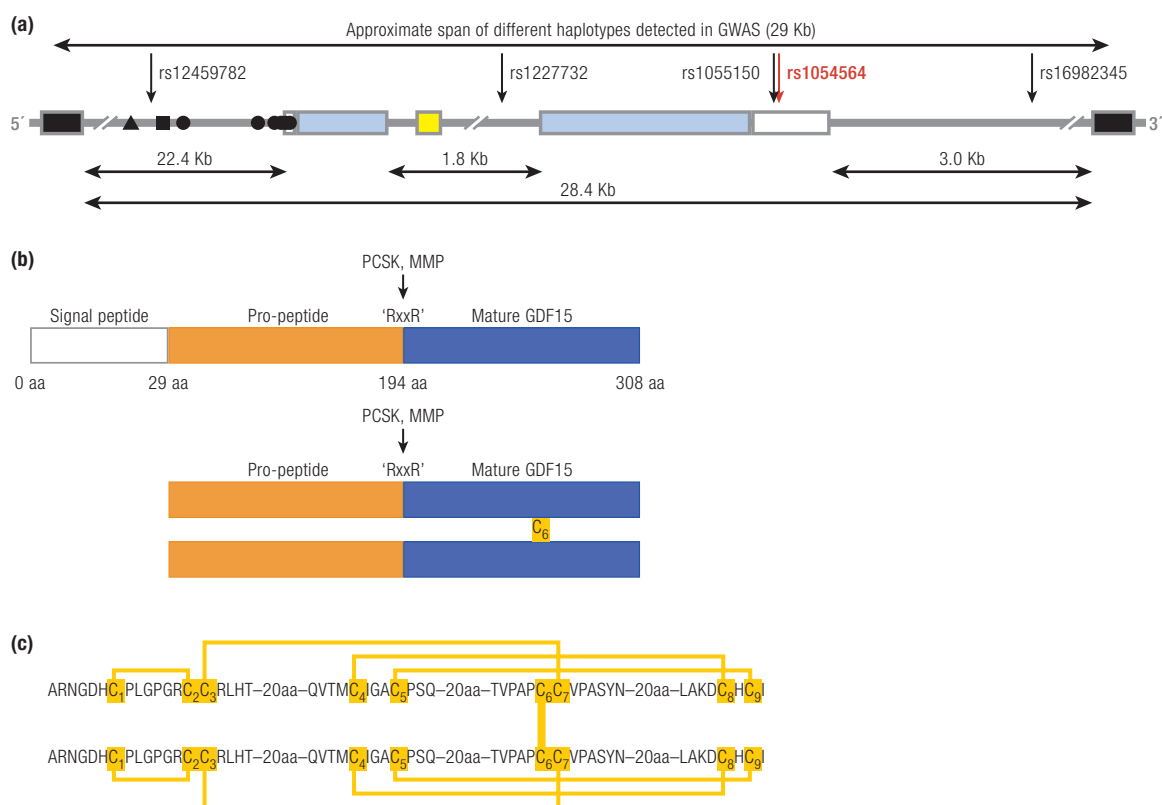 (a)
Approximate span of different haplotypes detected in GWAS (29 Kb)
rs12459782 rs1227732 rs1055150 rs1054564 rs16982345
5´ 3´
22.4 Kb 1.8 Kb 3.0 Kb
28.4 Kb
(b)
PCSK, MMP
Signal peptide Pro-peptide ‘RxxR’ Mature GDF15
0 aa 29 aa 194 aa 308 aa
PCSK, MMP
Pro-peptide ‘RxxR’ Mature GDF15
C6
(c)
ARNGDHC1PLGPGRC2C3RLHT–20aa–QVTMC4IGAC5PSQ–20aa–TVPAPC6C7VPASYN–20aa–LAKDC8HC9I
ARNGDHC1PLGPGRC2C3RLHT–20aa–QVTMC4IGAC5PSQ–20aa–TVPAPC6C7VPASYN–20aa–LAKDC8HC9I